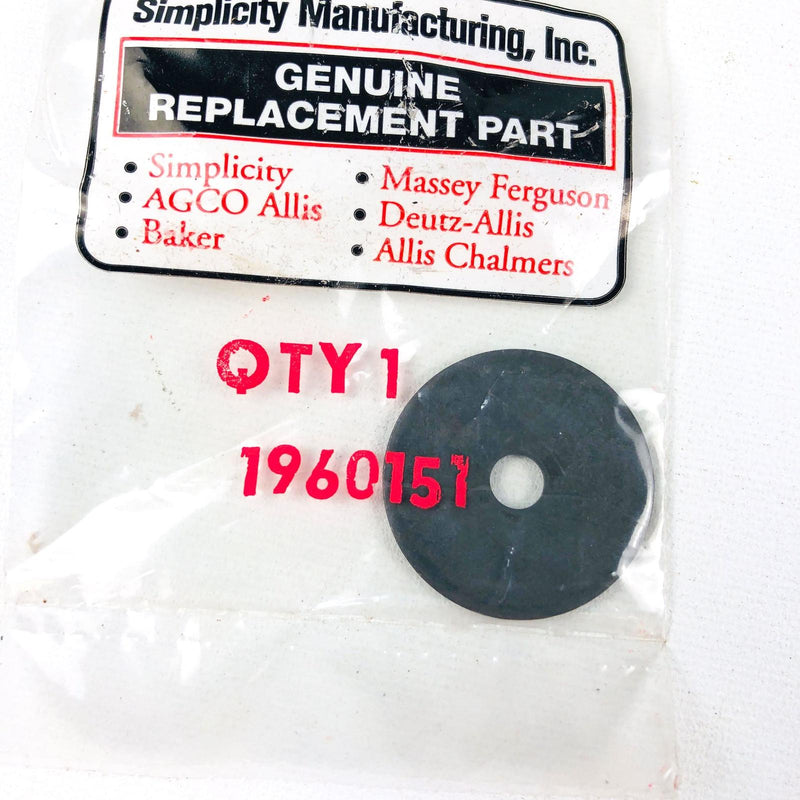 Simplicity Manufacturing, Inc.
GENUINE
REPLACEMENT PART
• Simplicity
• AGCO Allis
• Baker
• Massey Ferguson
• Deutz-Allis
• Allis Chalmers
QTY 1
1960151